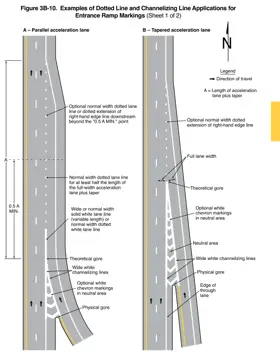 Figure 3B-10. Examples of Dotted Line and Channelizing Line Applications for
Entrance Ramp Markings (Sheet 1 of 2)
A – Parallel acceleration lane
B – Tapered acceleration lane
N
Legend
Direction of travel
A = Length of acceleration
lane plus taper
Optional normal width dotted lane
line or dotted extension of
right-hand edge line downstream
beyond the "0.5 A MIN." point
A
Normal width dotted lane line
for at least half the length of
the full-width acceleration
lane plus taper
0.5 A
MIN.
Wide or normal width
solid white lane line
(variable length) or
normal width dotted
white lane line
Theoretical gore
Wide white
channelizing lines
Optional white
chevron markings
in neutral area
Physical gore
Optional normal width dotted
extension of right-hand edge line
Full lane width
Theoretical gore
Optional white
chevron markings
in neutral area
Neutral area
Wide white channelizing lines
Physical gore
Edge of
through
lane